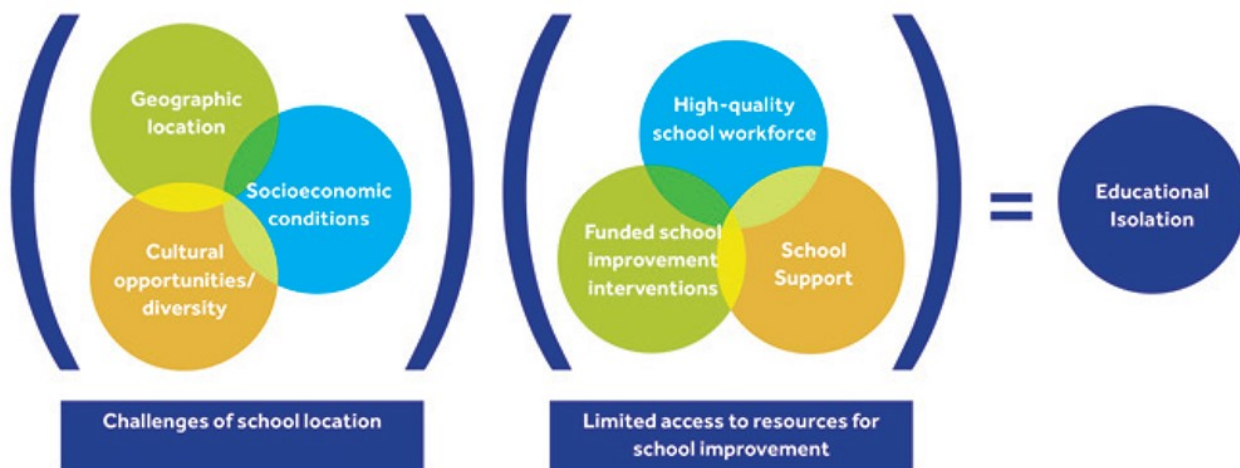 Geographic
location
Socioeconomic
conditions
Cultural
opportunities/
diversity
High-quality
school workforce
Funded school
improvement
interventions
School
Support
=
Educational
Isolation
Challenges of school location
Limited access to resources for
school improvement